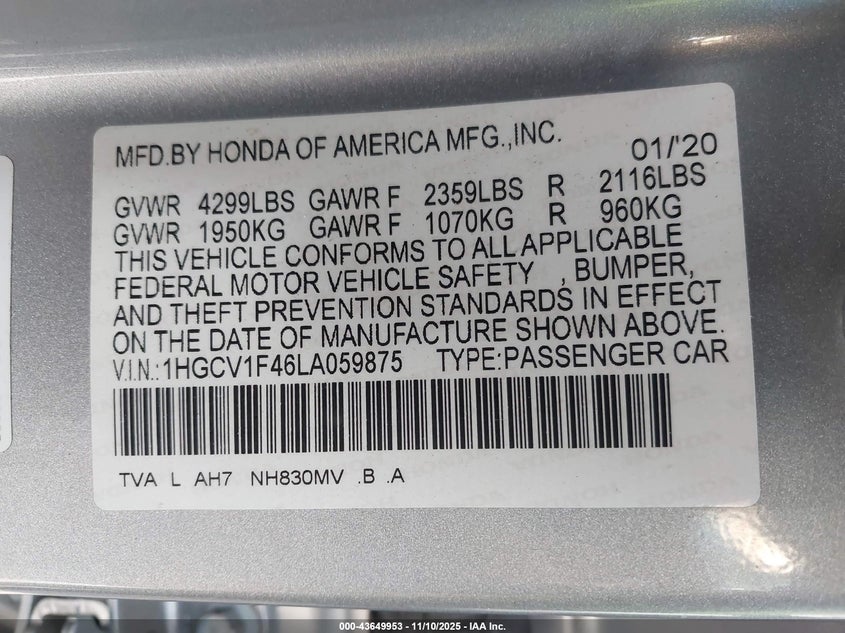 MFD.BY HONDA OF AMERICA MFG.,INC. 01/'20
GVWR 4299LBS GAWR F 2359LBS R 2116LBS
GVWR 1950KG GAWR F 1070KG R 960KG
THIS VEHICLE CONFORMS TO ALL APPLICABLE
FEDERAL MOTOR VEHICLE SAFETY , BUMPER,
AND THEFT PREVENTION STANDARDS IN EFFECT
ON THE DATE OF MANUFACTURE SHOWN ABOVE.
V.I.N.:1HGCV1F46LA059875 TYPE:PASSENGER CAR
TVA L AH7 NH830MV .B .A
000-43649953 - 11/10/2025 - IAA Inc.